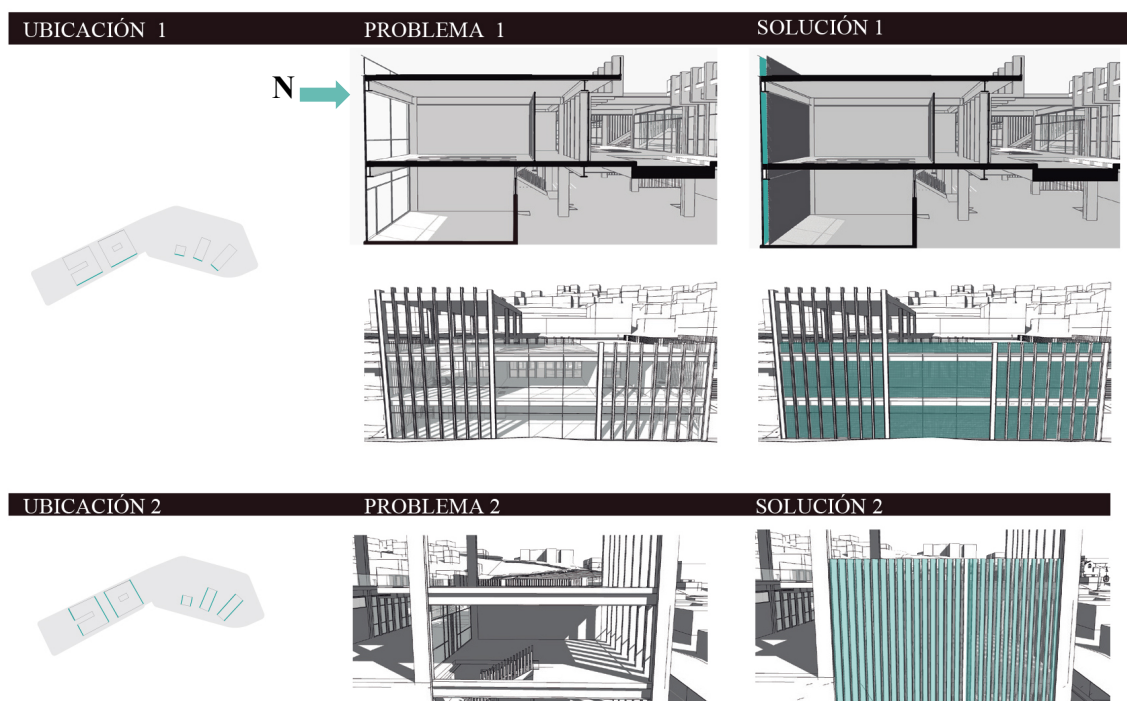 UBICACIÓN 1
PROBLEMA 1
SOLUCIÓN 1
N
UBICACIÓN 2
PROBLEMA 2
SOLUCIÓN 2